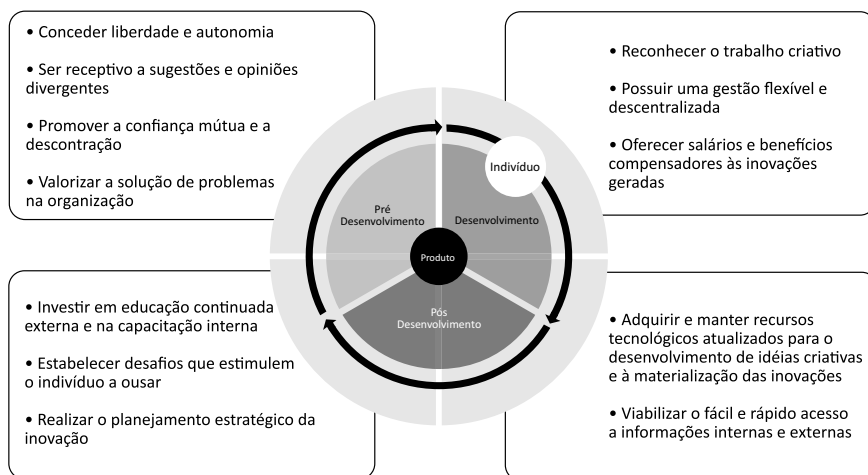 • Conceder liberdade e autonomia
• Ser receptivo a sugestões e opiniões
divergentes
• Promover a confiança mútua e a
descontração
• Valorizar a solução de problemas
na organização
• Reconhecer o trabalho criativo
• Possuir uma gestão flexível e
descentralizada
• Oferecer salários e benefícios
compensadores às inovações
geradas
Indivíduo
Pré
Desenvolvimento
Desenvolvimento
Produto
Pós
Desenvolvimento
• Investir em educação continuada
externa e na capacitação interna
• Estabelecer desafios que estimulem
o indivíduo a ousar
• Realizar o planejamento estratégico da
inovação
• Adquirir e manter recursos
tecnológicos atualizados para o
desenvolvimento de idéias criativas
e à materialização das inovações
• Viabilizar o fácil e rápido acesso
a informações internas e externas